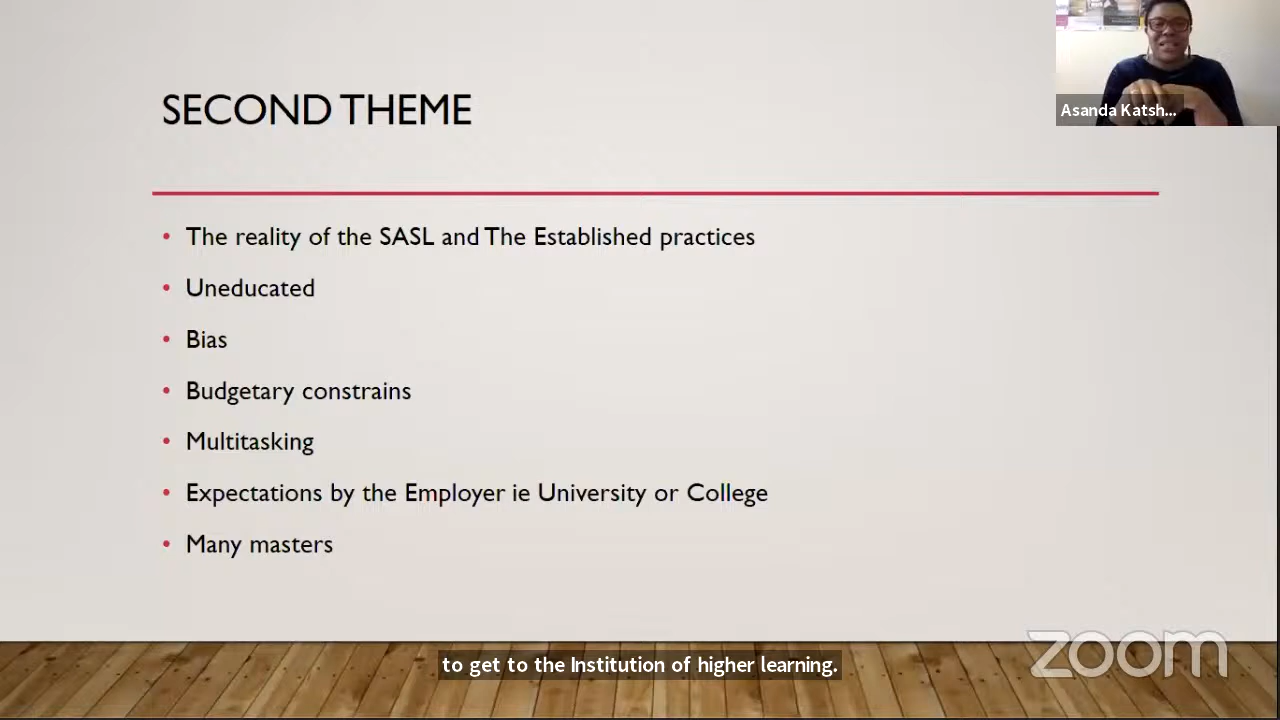 SECOND THEME
Asanda Katsh...
• The reality of the SASL and The Established practices
• Uneducated
• Bias
• Budgetary constrains
• Multitasking
• Expectations by the Employer ie University or College
• Many masters
zoom
to get to the Institution of higher learning.